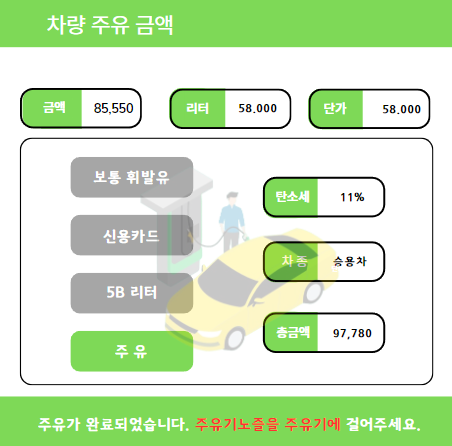 차량 주유 금액
금액 85,550 리터 58,000 단가 58,000
보통 휘발유
탄소세 11%
신용카드
차 종 승용차
5B 리터
총금액 97,780
주 유
주유가 완료되었습니다. 주유기노즐을 주유기에 걸어주세요.